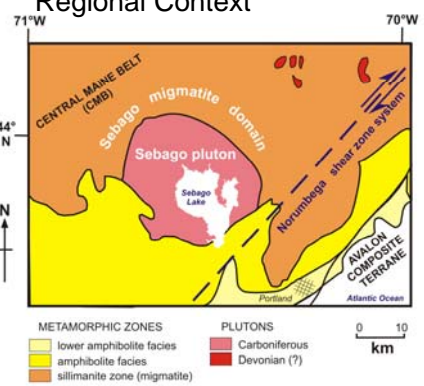 Regional Context
71°W
70°W
44°
N
N
CENTRAL MAINE BELT
(CMB)
Sebago migmatite domain
Sebago pluton
Sebago
Lake
Norumbega shear zone system
AVALON
COMPOSITE
TERRANE
Portland
Atlantic Ocean
METAMORPHIC ZONES
lower amphibolite facies
amphibolite facies
sillimanite zone (migmatite)
PLUTONS
Carboniferous
Devonian (?)
0 10
km